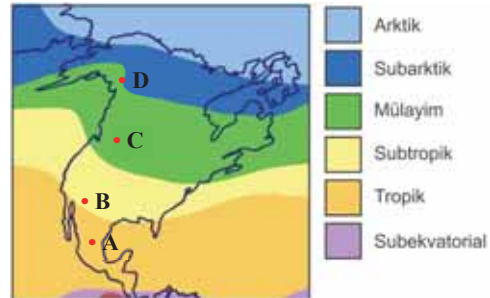 D
C
B
A
Arktik
Subarktik
Mülayim
Subtropik
Tropik
Subekvatorial